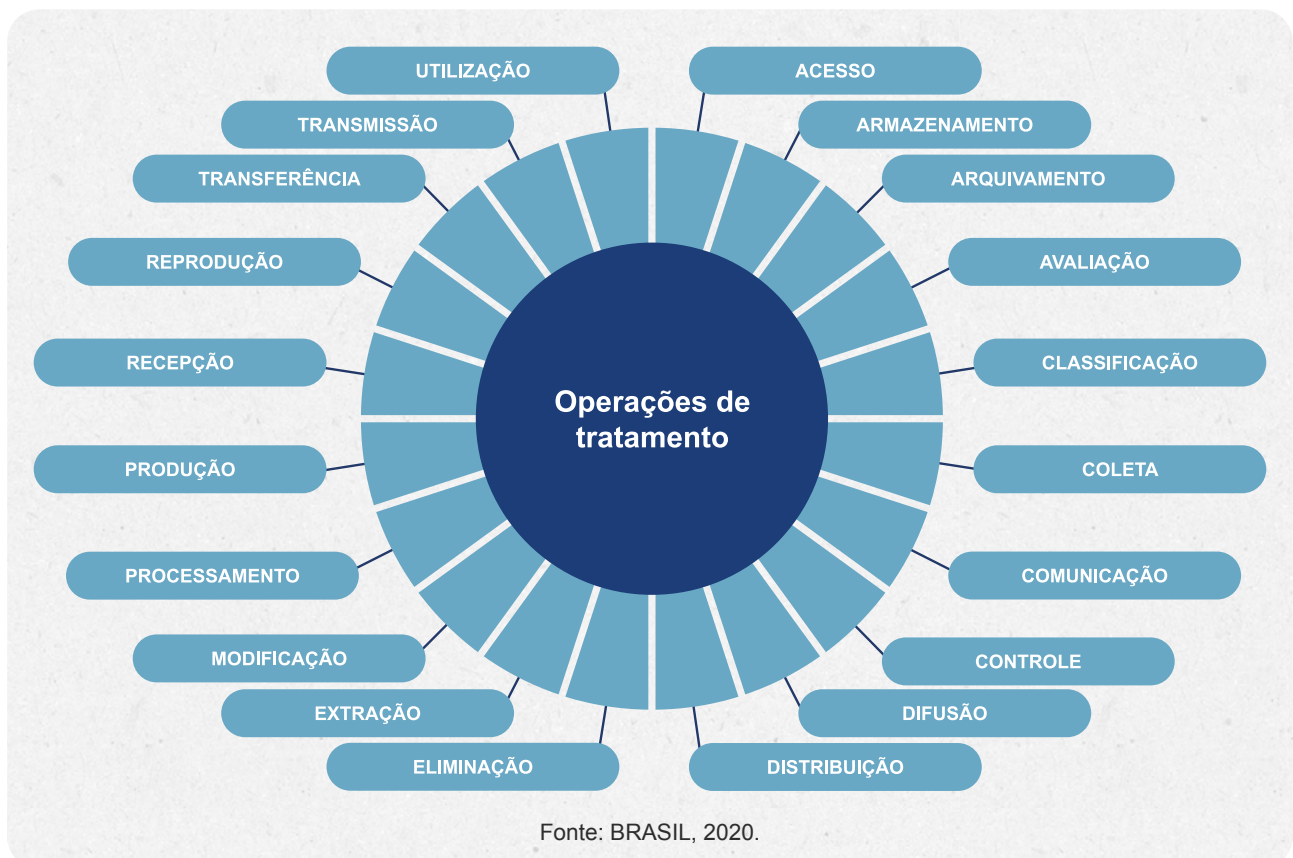 UTILIZAÇÃO
ACESSO
TRANSMISSÃO
ARMAZENAMENTO
TRANSFERÊNCIA
ARQUIVAMENTO
REPRODUÇÃO
AVALIAÇÃO
RECEPÇÃO
CLASSIFICAÇÃO
Operações de
tratamento
PRODUÇÃO
COLETA
PROCESSAMENTO
COMUNICAÇÃO
MODIFICAÇÃO
CONTROLE
EXTRAÇÃO
DIFUSÃO
ELIMINAÇÃO
DISTRIBUIÇÃO
Fonte: BRASIL, 2020.